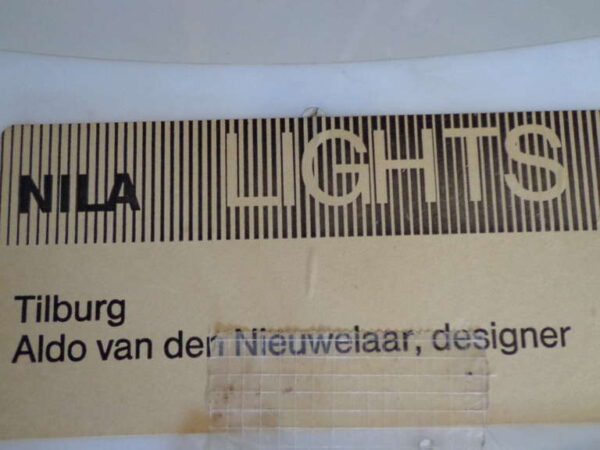 NILA LIGHTS
Tilburg
Aldo van den Nieuwelaar, designer